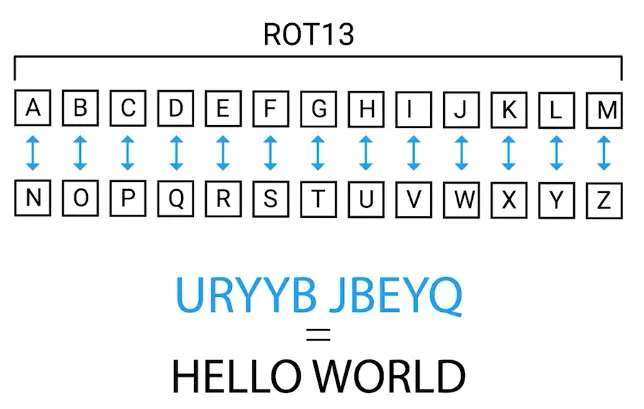 ROT13
A B C D E F G H I J K L M
N O P Q R S T U V W X Y Z
URYYB JBEYQ
=
HELLO WORLD